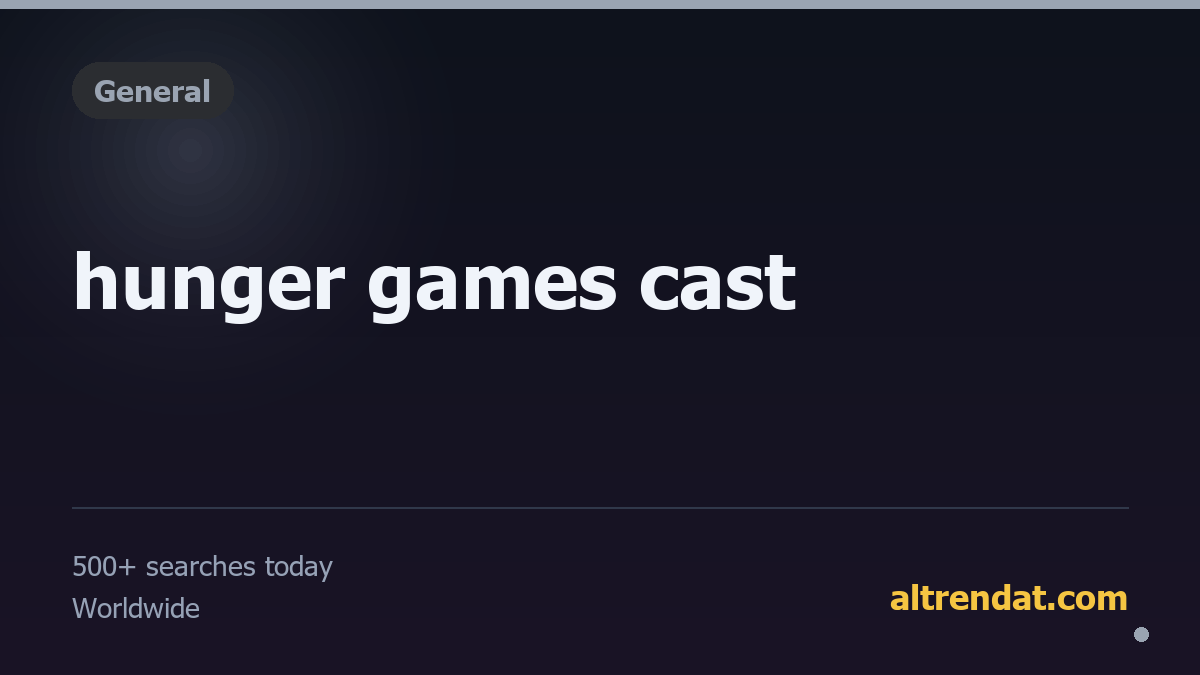 General
hunger games cast
500+ searches today
Worldwide
altrendat.com